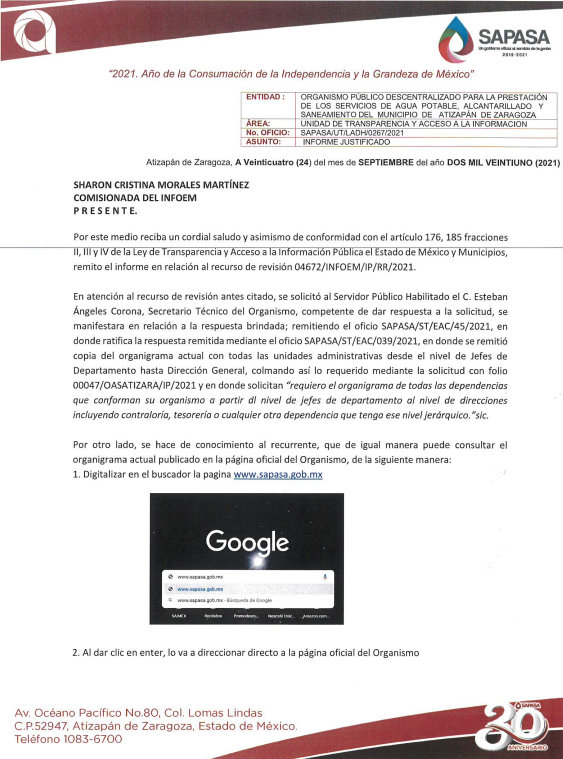 SAPASA
Un gobierno eficaz al servicio de la gente
2019-2021
"2021. Año de la Consumación de la Independencia y la Grandeza de México"
ENTIDAD : ORGANISMO PÚBLICO DESCENTRALIZADO PARA LA PRESTACIÓN
DE LOS SERVICIOS DE AGUA POTABLE, ALCANTARILLADO Y
SANEAMIENTO DEL MUNICIPIO DE ATIZAPÁN DE ZARAGOZA
ÁREA: UNIDAD DE TRANSPARENCIA Y ACCESO A LA INFORMACION
No. OFICIO: SAPASA/UT/LADH/0267/2021
ASUNTO: INFORME JUSTIFICADO
Atizapán de Zaragoza, A Veinticuatro (24) del mes de SEPTIEMBRE del año DOS MIL VEINTIUNO (2021)
SHARON CRISTINA MORALES MARTÍNEZ
COMISIONADA DEL INFOEM
P R E S E N T E.
Por este medio reciba un cordial saludo y asimismo de conformidad con el artículo 176, 185 fracciones
II, III y IV de la Ley de Transparencia y Acceso a la Información Pública el Estado de México y Municipios,
remito el informe en relación al recurso de revisión 04672/INFOEM/IP/RR/2021.
En atención al recurso de revisión antes citado, se solicitó al Servidor Público Habilitado el C. Esteban
Ángeles Corona, Secretario Técnico del Organismo, competente de dar respuesta a la solicitud, se
manifestara en relación a la respuesta brindada; remitiendo el oficio SAPASA/ST/EAC/45/2021, en
donde ratifica la respuesta remitida mediante el oficio SAPASA/ST/EAC/039/2021, en donde se remitió
copia del organigrama actual con todas las unidades administrativas desde el nivel de Jefes de
Departamento hasta Dirección General, colmando así lo requerido mediante la solicitud con folio
00047/OASATIZARA/IP/2021 y en donde solicitan "requiero el organigrama de todas las dependencias
que conforman su organismo a partir dl nivel de jefes de departamento al nivel de direcciones
incluyendo contraloría, tesorería o cualquier otra dependencia que tenga ese nivel jerárquico."sic.
Por otro lado, se hace de conocimiento al recurrente, que de igual manera puede consultar el
organigrama actual publicado en la página oficial del Organismo, de la siguiente manera:
1. Digitalizar en el buscador la pagina www.sapasa.gob.mx
Google
www.sapasa.gob.mx
www.sapasa.gob.mx
www.sapasa.gob.mx - Búsqueda de Google
SAIMEX Recibidos Promodescu... Nescafé Dolc... Amazon.com...
2. Al dar clic en enter, lo va a direccionar directo a la página oficial del Organismo
Av. Océano Pacífico No.80, Col. Lomas Lindas
C.P.52947, Atizapán de Zaragoza, Estado de México.
Teléfono 1083-6700
SAPASA
30
ANIVERSARIO